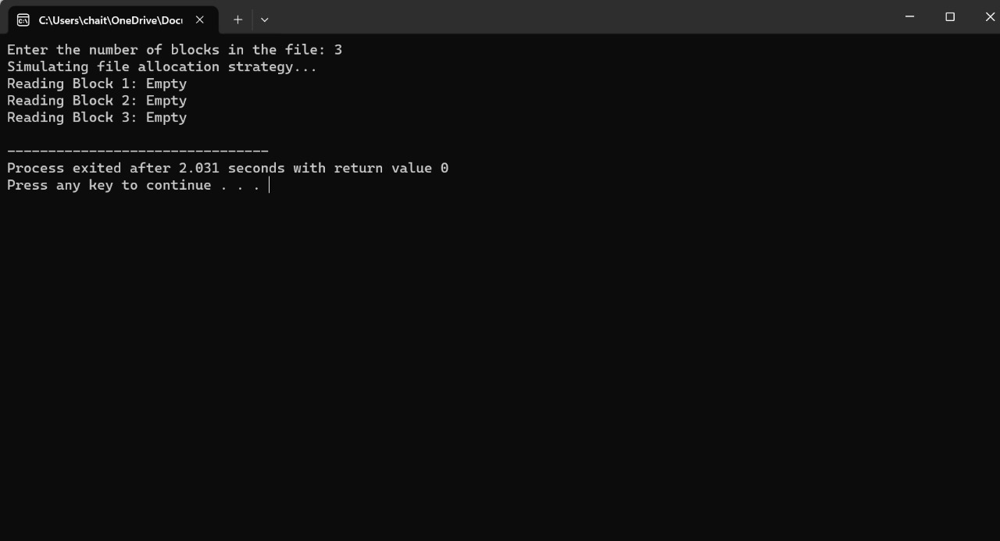 C:\Users\chait\OneDrive\Doc
Enter the number of blocks in the file: 3
Simulating file allocation strategy...
Reading Block 1: Empty
Reading Block 2: Empty
Reading Block 3: Empty
--------------------------------
Process exited after 2.031 seconds with return value 0
Press any key to continue . . .